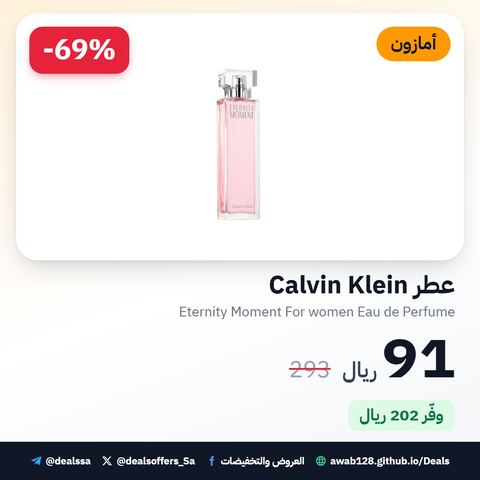 -69%
أمازون
ETERNITY
MOMENT
Calvin Klein
عطر Calvin Klein
Eternity Moment For women Eau de Perfume
91 ريال 293
وفّر 202 ريال
@dealssa @dealsoffers_Sa العروض والتخفيضات awab128.github.io/Deals